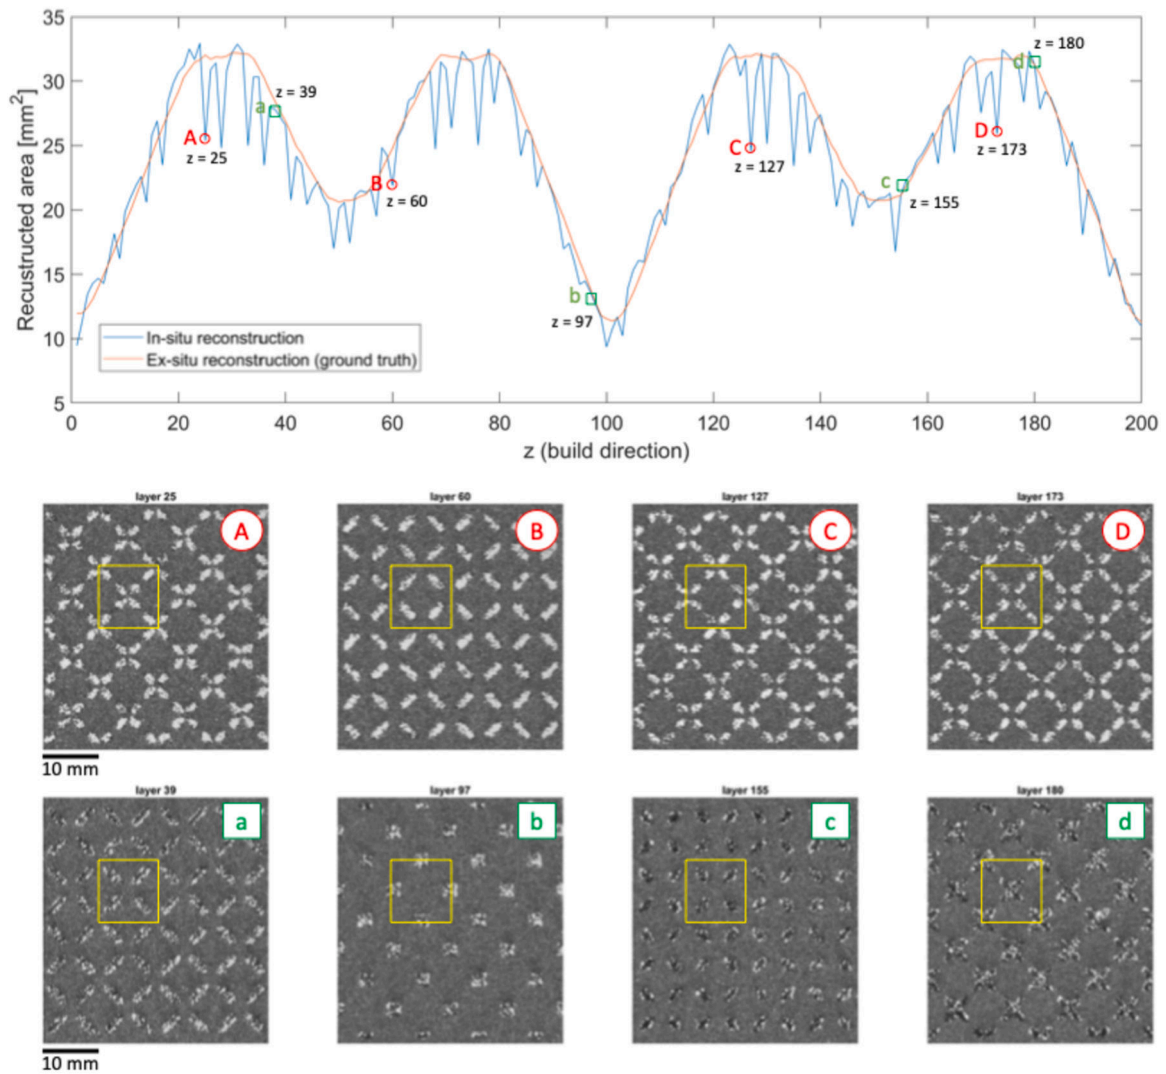 Recustructed area [mm²]
35
30
25
20
15
10
5
A
z = 25
a
z = 39
B
z = 60
b
z = 97
C
z = 127
c
z = 155
D
z = 173
d
z = 180
In-situ reconstruction
Ex-situ reconstruction (ground truth)
0 20 40 60 80 100 120 140 160 180 200
z (build direction)
layer 25 layer 60 layer 127 layer 173
A B C D
10 mm
layer 39 layer 97 layer 155 layer 180
a b c d
10 mm